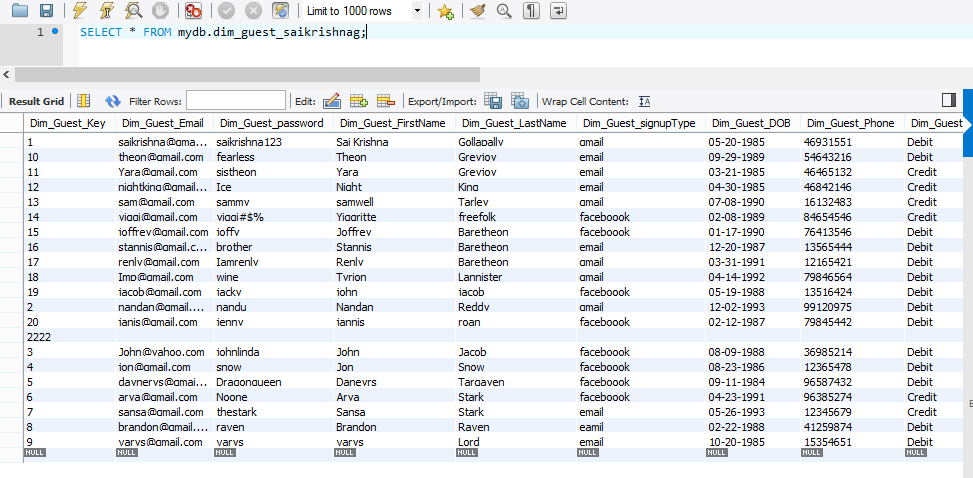 Limit to 1000 rows
1 SELECT * FROM mydb.dim_guest_saikrishnag;
Result Grid Filter Rows: Edit: Export/Import: Wrap Cell Content:
Dim_Guest_Key Dim_Guest_Email Dim_Guest_password Dim_Guest_FirstName Dim_Guest_LastName Dim_Guest_signupType Dim_Guest_DOB Dim_Guest_Phone Dim_Guest
1 saikrishna@gma... saikrishna123 Sai Krishna Gollapally gmail 05-20-1985 46931551 Debit
10 theon@gmail.com fearless Theon Greyjoy email 09-29-1989 54643216 Debit
11 Yara@gmail.com sistheon Yara Greyjoy email 03-21-1985 46465132 Credit
12 nightking@gmail.com Ice Night King email 04-30-1985 46842146 Credit
13 sam@gmail.com sammy samwell Tarley gmail 07-08-1990 16132483 Credit
14 yiggi@gmail.com yiggi#$% Yiggritte freefolk faceboook 02-08-1989 84654546 Credit
15 joffrey@gmail.com joffy Joffrey Baretheon faceboook 01-17-1990 76413546 Debit
16 stannis@gmail.c... brother Stannis Baretheon email 12-20-1987 13565444 Debit
17 renly@gmail.com Iamrenly Renly Baretheon gmail 03-31-1991 12165421 Debit
18 Imp@gmail.com wine Tyrion Lannister gmail 04-14-1992 79846564 Debit
19 jacob@gmail.com jacky john jacob faceboook 05-19-1988 13516424 Debit
2 nandan@gmail.... nandu Nandan Reddy gmail 12-02-1993 99120975 Debit
20 janis@gmail.com jenny jannis roan faceboook 02-12-1987 79845442 Debit
2222
3 John@yahoo.com johnlinda John Jacob faceboook 08-09-1988 36985214 Debit
4 jon@gmail.com snow Jon Snow faceboook 08-23-1986 12365478 Debit
5 daynerys@gmai... Dragonqueen Daneyrs Targayen faceboook 09-11-1984 96587432 Debit
6 arya@gmail.com Noone Arya Stark faceboook 04-23-1991 96385274 Credit
7 sansa@gmail.com thestark Sansa Stark email 05-26-1993 12345679 Credit
8 brandon@gmail.... raven Brandon Raven eamil 02-22-1988 41259874 Debit
9 varys@gmail.com varys varys Lord email 10-20-1985 15354651 Debit
NULL NULL NULL NULL NULL NULL NULL NULL NULL